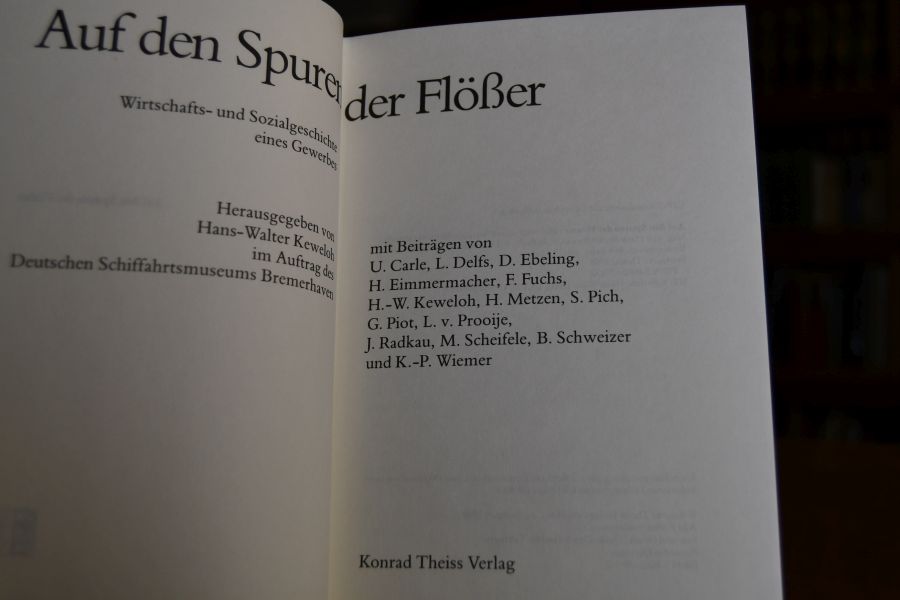 Auf den Spuren der Flößer
Wirtschafts- und Sozialgeschichte
eines Gewerbes
Herausgegeben von
Hans-Walter Keweloh
im Auftrag des
Deutschen Schiffahrtsmuseums Bremerhaven
mit Beiträgen von
U. Carle, L. Delfs, D. Ebeling,
H. Eimmermacher, F. Fuchs,
H.-W. Keweloh, H. Metzen, S. Pich,
G. Piot, L. v. Prooije,
J. Radkau, M. Scheifele, B. Schweizer
und K.-P. Wiemer
Konrad Theiss Verlag